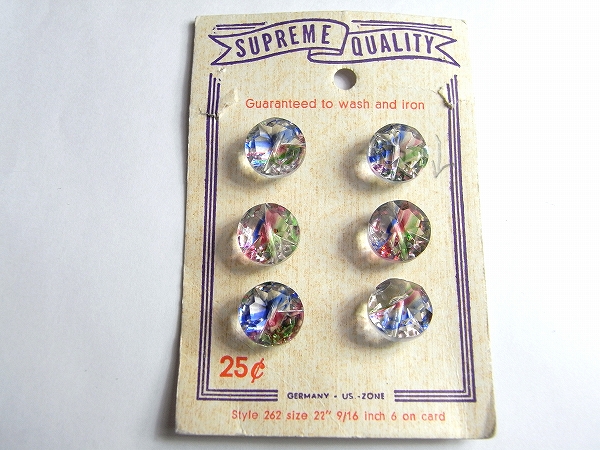 SUPREME QUALITY
Guaranteed to wash and iron
25¢
GERMANY - US - ZONE
Style 262 size 22" 9/16 inch 6 on card